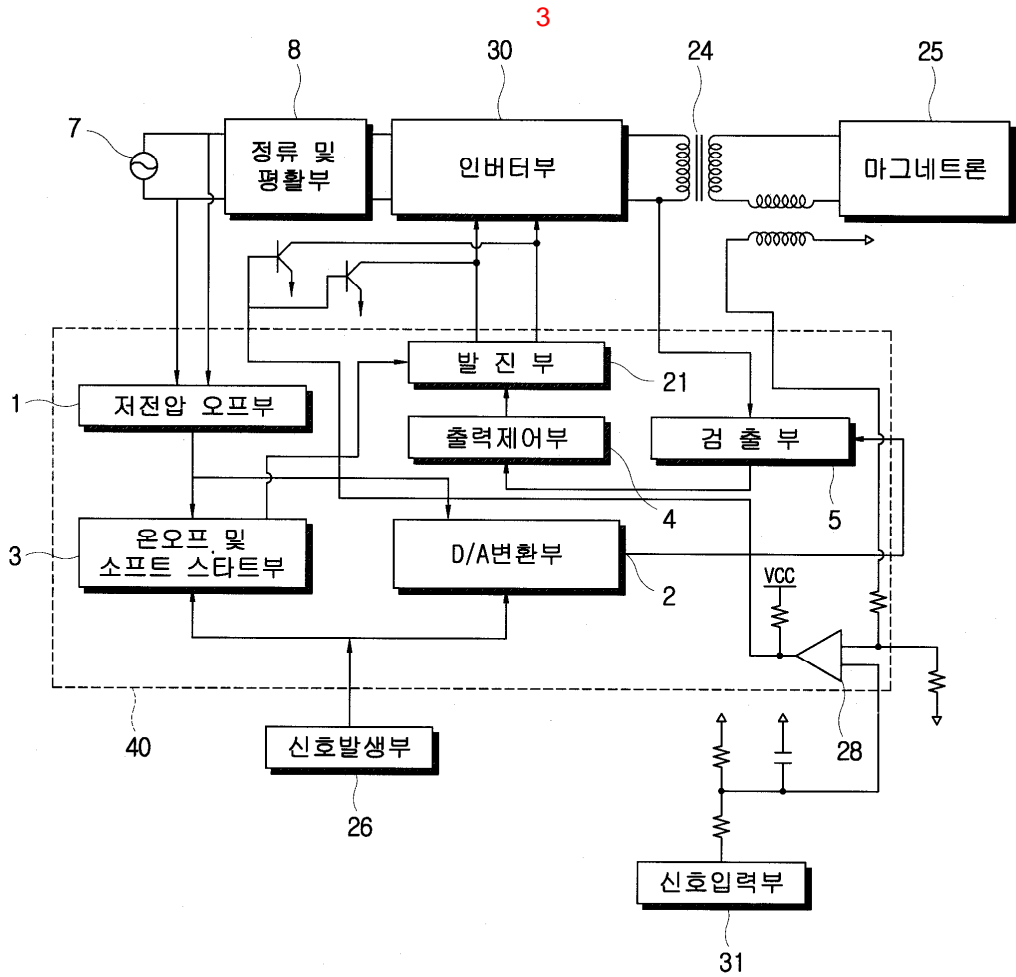 3
8
30
24
25
7
정류 및
평활부
인버터부
마그네트론
발 진 부
21
1
저전압 오프부
출력제어부
4
검 출 부
5
3
온오프 및
소프트 스타트부
D/A변환부
2
VCC
28
40
신호발생부
26
신호입력부
31